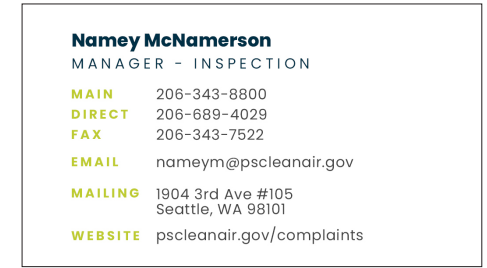 Namey McNamerson
MANAGER - INSPECTION
MAIN 206-343-8800
DIRECT 206-689-4029
FAX 206-343-7522
EMAIL nameym@pscleanair.gov
MAILING 1904 3rd Ave #105
Seattle, WA 98101
WEBSITE pscleanair.gov/complaints